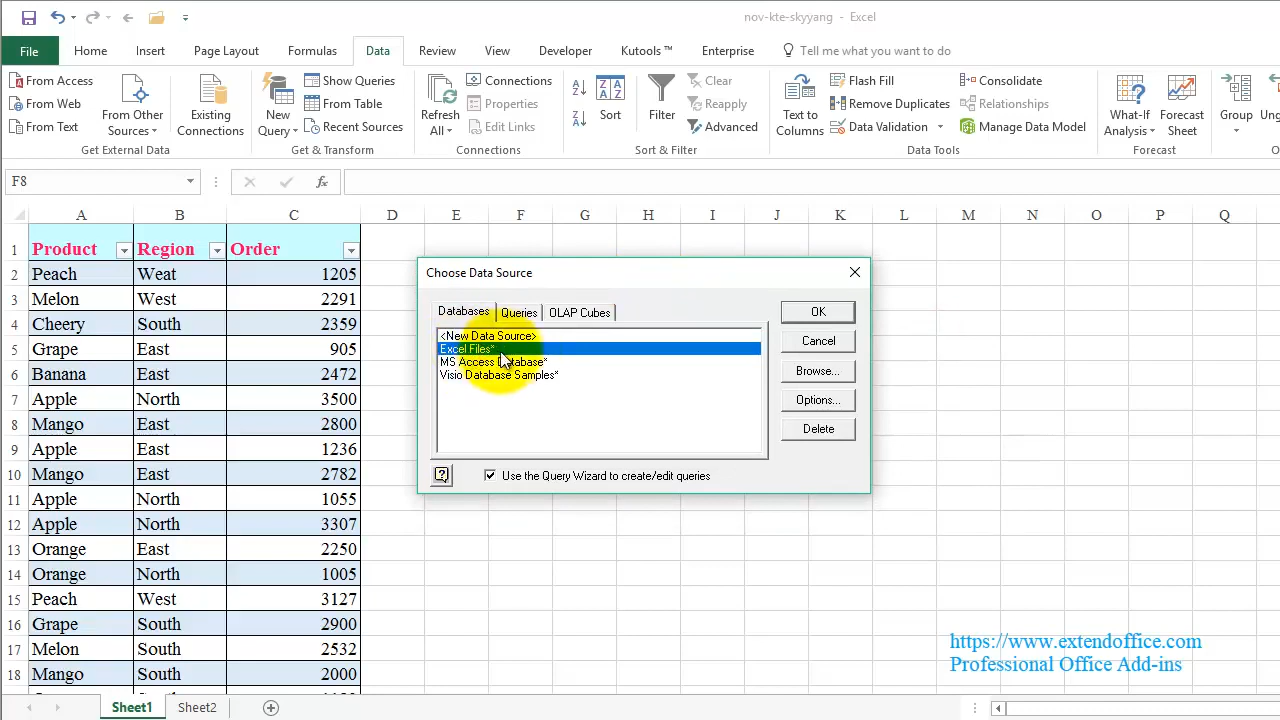 nov-kte-skyyang - Excel
File Home Insert Page Layout Formulas Data Review View Developer Kutools ™ Enterprise Tell me what you want to do
From Access
From Web
From Text
From Other
Sources
Existing
Connections
Get External Data
New
Query
Show Queries
From Table
Recent Sources
Get & Transform
Refresh
All
Connections
Properties
Edit Links
Connections
Sort
Filter
Clear
Reapply
Advanced
Sort & Filter
Text to
Columns
Flash Fill
Remove Duplicates
Data Validation
Consolidate
Relationships
Manage Data Model
Data Tools
What-If
Analysis
Forecast
Sheet
Forecast
Group
F8 fx
A B C D E F G H I J K L M N O P Q
1 Product Region Order
2 Peach Weat 1205
3 Melon West 2291
4 Cheery South 2359
5 Grape East 905
6 Banana East 2472
7 Apple North 3500
8 Mango East 2800
9 Apple East 1236
10 Mango East 2782
11 Apple North 1055
12 Apple North 3307
13 Orange East 2250
14 Orange North 1005
15 Peach West 3127
16 Grape South 2900
17 Melon South 2532
18 Mango South 2000
Choose Data Source
Databases Queries OLAP Cubes
<New Data Source>
Excel Files*
MS Access Database*
Visio Database Samples*
OK
Cancel
Browse...
Options...
Delete
Use the Query Wizard to create/edit queries
https://www.extendoffice.com
Professional Office Add-ins
Sheet1 Sheet2